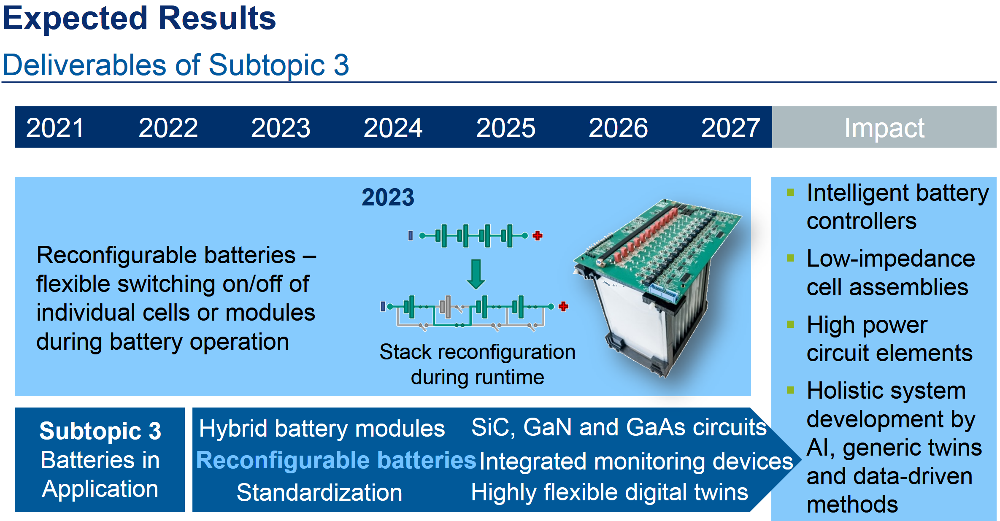 Expected Results
Deliverables of Subtopic 3
2021 2022 2023 2024 2025 2026 2027 Impact
2023
Reconfigurable batteries –
flexible switching on/off of
individual cells or modules
during battery operation
Stack reconfiguration
during runtime
Intelligent battery
controllers
Low-impedance
cell assemblies
High power
circuit elements
Holistic system
development by
AI, generic twins
and data-driven
methods
Subtopic 3
Batteries in
Application
Hybrid battery modules
Reconfigurable batteries
Standardization
SiC, GaN and GaAs circuits
Integrated monitoring devices
Highly flexible digital twins